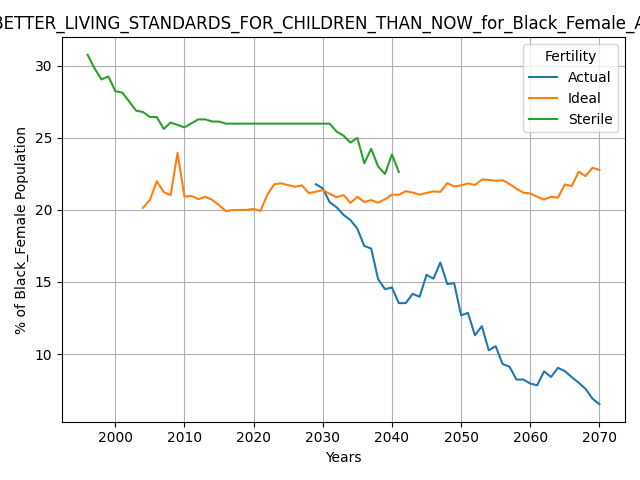 BETTER_LIVING_STANDARDS_FOR_CHILDREN_THAN_NOW_for_Black_Female_A
Fertility
Actual
Ideal
Sterile
30
25
20
15
10
% of Black_Female Population
2000
2010
2020
2030
2040
2050
2060
2070
Years